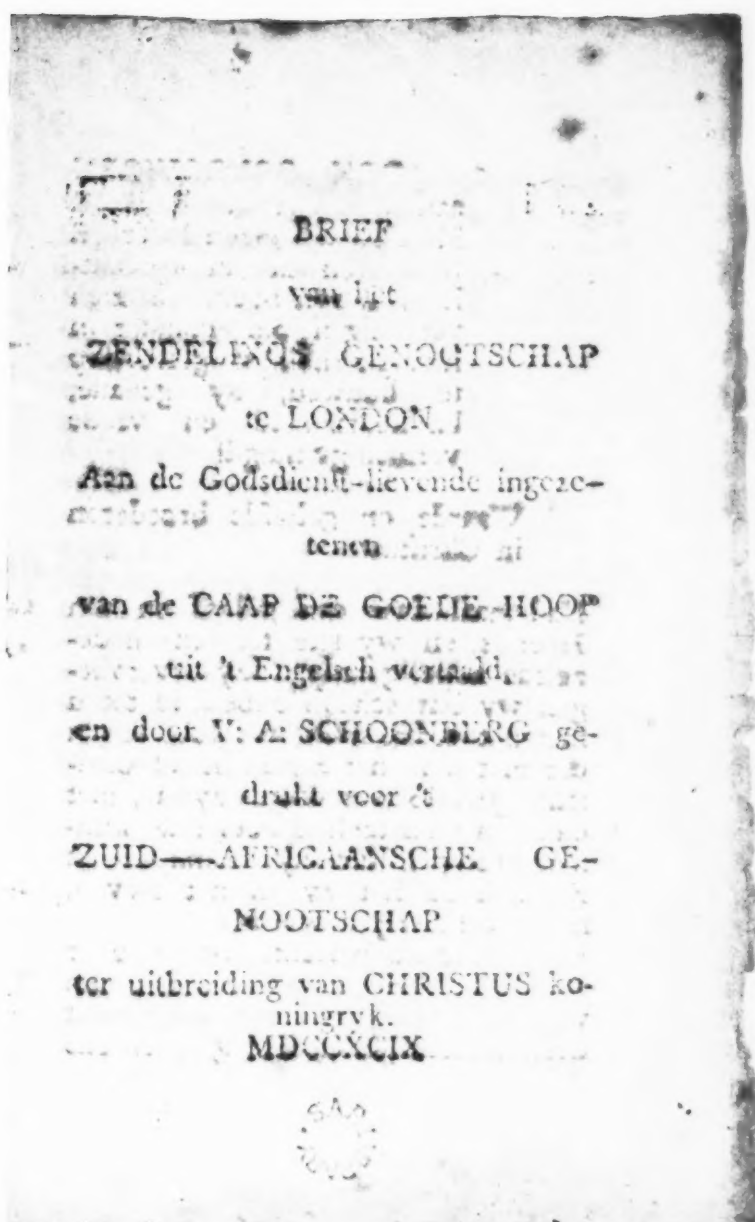 BRIEF
van het
ZENDELINGS GENOOTSCHAP
te LONDON
Aan de Godsdienst-lievende ingeze-
tenen
van de CAAP DE GOEDE HOOP
uit 't Engelsch vertaald,
en door V: A: SCHOONBERG ge-
drukt voor 't
ZUID-AFRICAANSCHE GE-
NOOTSCHAP
ter uitbreiding van CHRISTUS ko-
ningryk.
MDCCXCIX